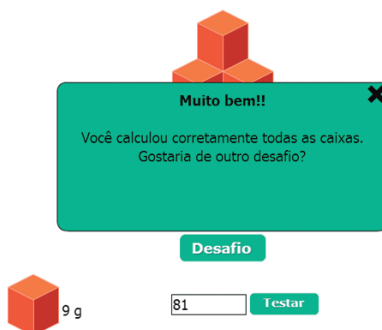 Muito bem!!
Você calculou corretamente todas as caixas.
Gostaria de outro desafio?
Desafio
9 g
81
Testar